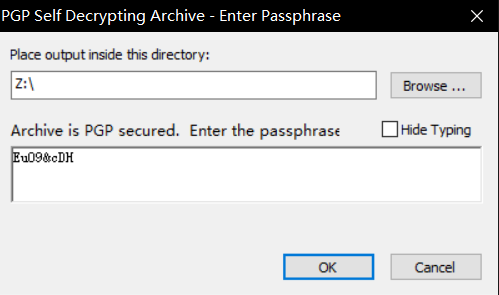 PGP Self Decrypting Archive - Enter Passphrase
Place output inside this directory:
Z:\
Browse ...
Archive is PGP secured. Enter the passphrase
Hide Typing
EuO9&cDH
OK
Cancel